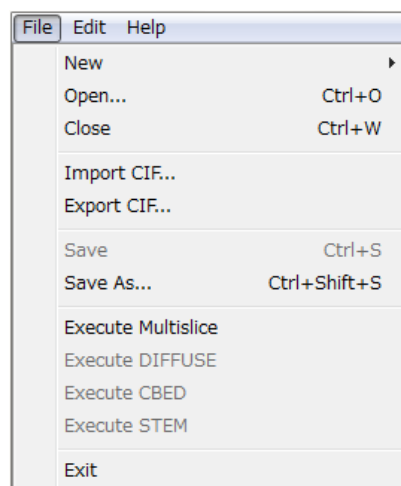 File Edit Help
New
Open... Ctrl+O
Close Ctrl+W
Import CIF...
Export CIF...
Save Ctrl+S
Save As... Ctrl+Shift+S
Execute Multislice
Execute DIFFUSE
Execute CBED
Execute STEM
Exit